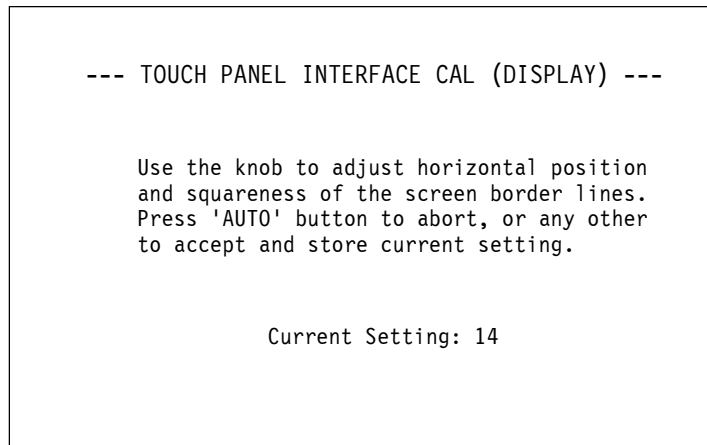 --- TOUCH PANEL INTERFACE CAL (DISPLAY) ---
Use the knob to adjust horizontal position
and squareness of the screen border lines.
Press 'AUTO' button to abort, or any other
to accept and store current setting.
Current Setting: 14